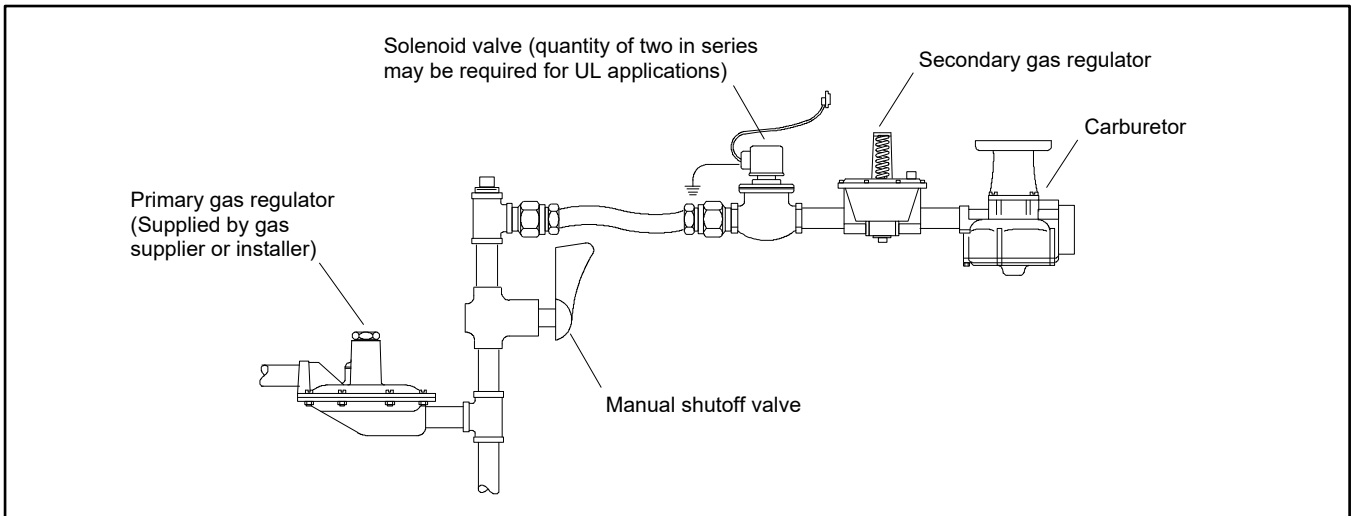 Solenoid valve (quantity of two in series
may be required for UL applications)
Secondary gas regulator
Carburetor
Primary gas regulator
(Supplied by gas
supplier or installer)
Manual shutoff valve